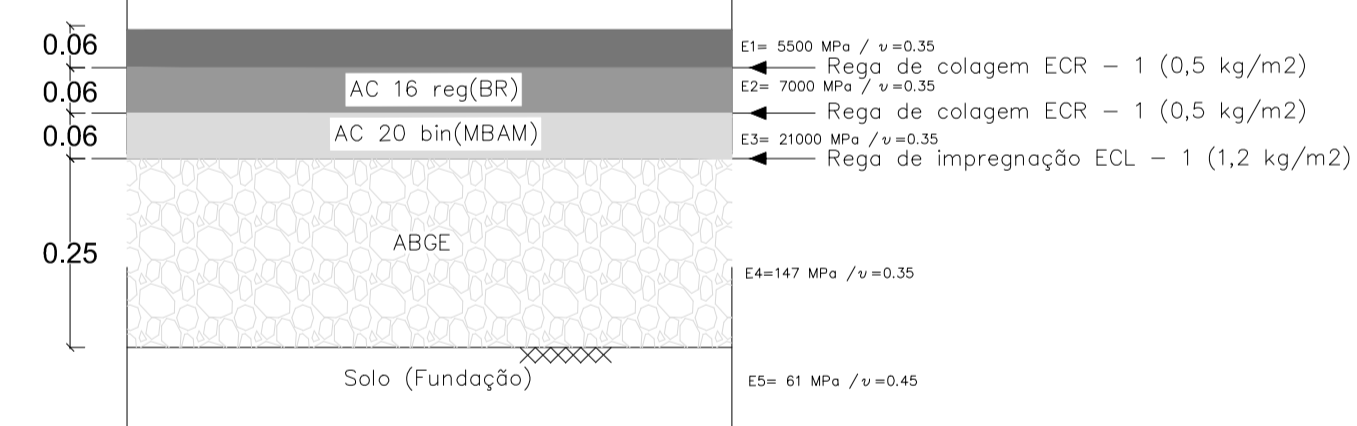 0.06
E1= 5500 MPa / υ=0.35
Rega de colagem ECR – 1 (0,5 kg/m2)
0.06
AC 16 reg(BR)
E2= 7000 MPa / υ=0.35
Rega de colagem ECR – 1 (0,5 kg/m2)
0.06
AC 20 bin(MBAM)
E3= 21000 MPa / υ=0.35
Rega de impregnação ECL – 1 (1,2 kg/m2)
0.25
ABGE
E4=147 MPa / υ=0.35
Solo (Fundação)
E5= 61 MPa / υ=0.45